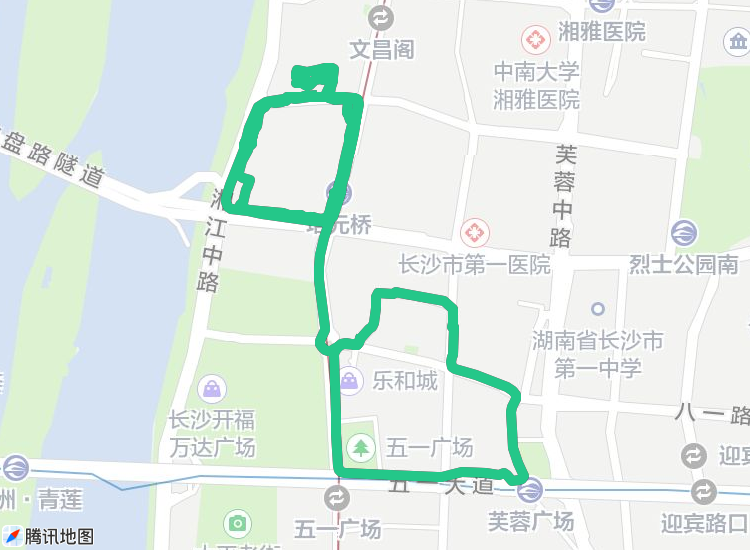 文昌阁
湘雅医院
中南大学
湘雅医院
盘路隧道
芙蓉中路
湘江中路
培元桥
长沙市第一医院
烈士公园南
湖南省长沙市
第一中学
乐和城
长沙开福
万达广场
八一路
五一广场
迎宾
洲·青莲
五一大道
芙蓉广场
迎宾路口
五一广场
腾讯地图